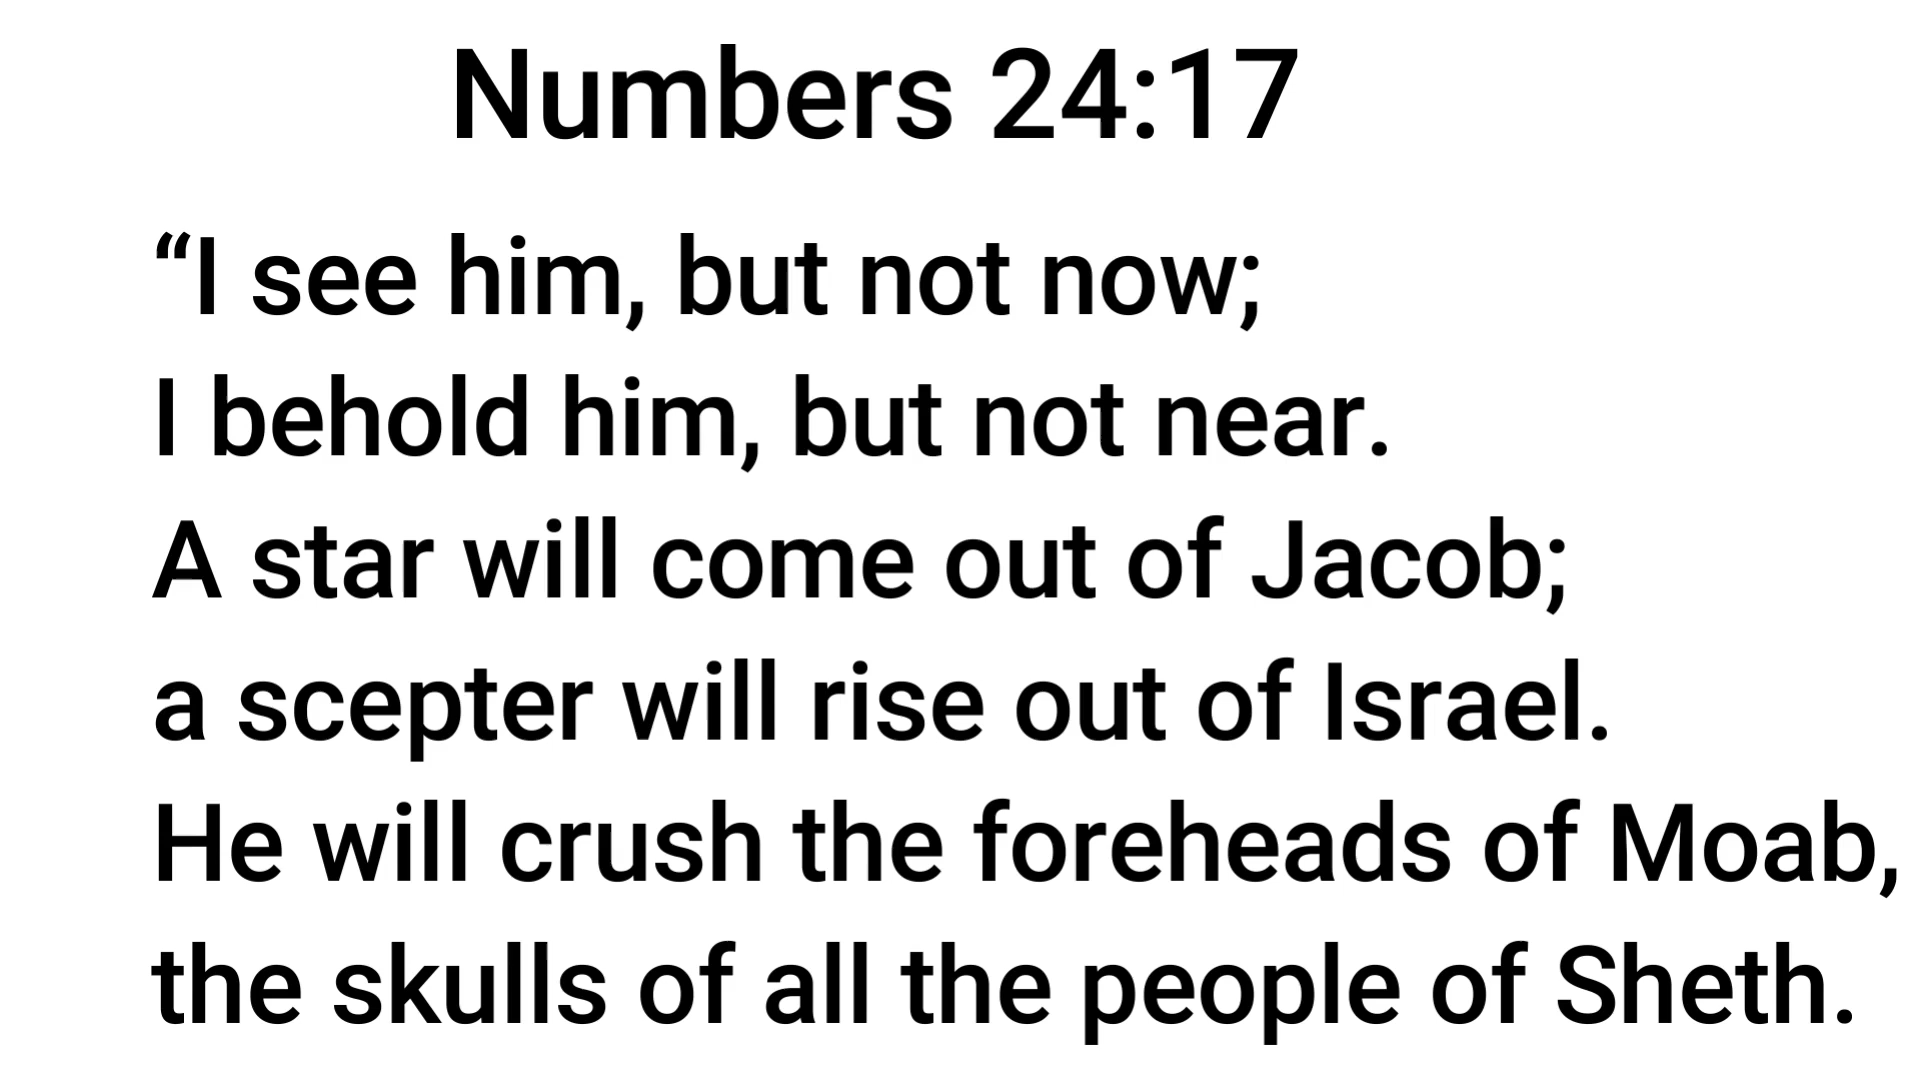 Numbers 24:17
“I see him, but not now;
I behold him, but not near.
A star will come out of Jacob;
a scepter will rise out of Israel.
He will crush the foreheads of Moab,
the skulls of all the people of Sheth.